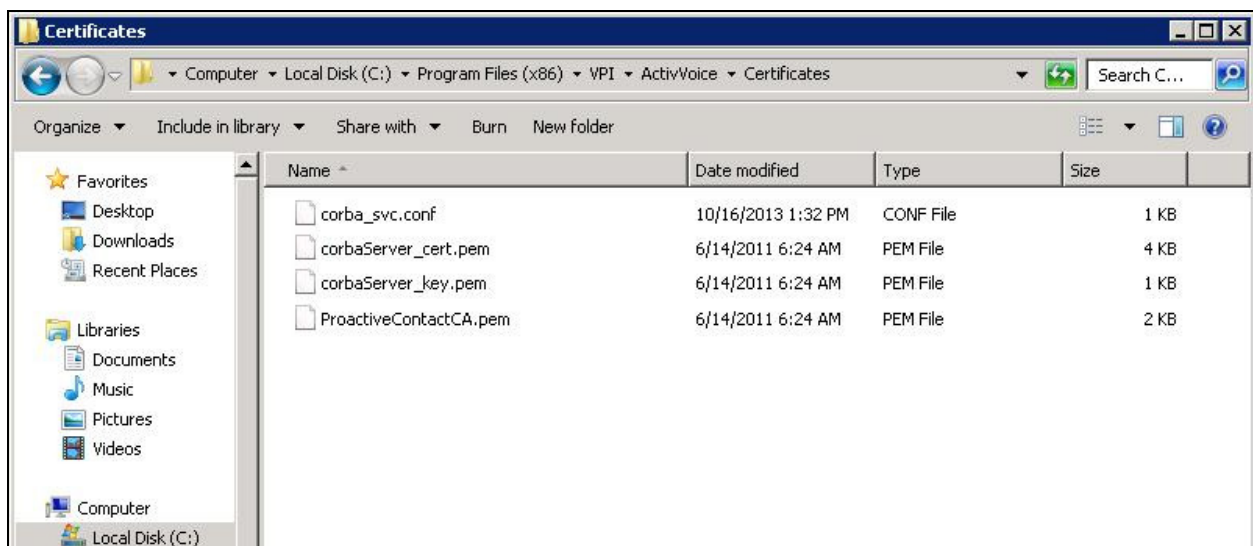 Certificates
Computer Local Disk (C:) Program Files (x86) VPI ActivVoice Certificates Search C...
Organize Include in library Share with Burn New folder
Favorites
Desktop
Downloads
Recent Places
Libraries
Documents
Music
Pictures
Videos
Computer
Local Disk (C:)
Name Date modified Type Size
corba_svc.conf 10/16/2013 1:32 PM CONF File 1 KB
corbaServer_cert.pem 6/14/2011 6:24 AM PEM File 4 KB
corbaServer_key.pem 6/14/2011 6:24 AM PEM File 1 KB
ProactiveContactCA.pem 6/14/2011 6:24 AM PEM File 2 KB